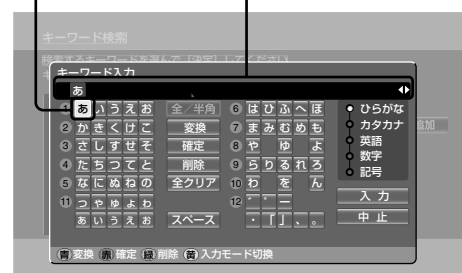 キーワード検索
検索するキーワードを選んで［決定］してください
キーワード入力
あ 、
① あ い う え お 全／半角 ⑥ は ひ ふ へ ほ ひらがな
② か き く け こ 変換 ⑦ ま み む め も カタカナ 追加
③ さ し す せ そ 確定 ⑧ や ゆ よ 英語
④ た ち つ て と 削除 ⑨ ら り る れ ろ 数字
⑤ な に ぬ ね の 全クリア ⑩ わ を ん 記号
⑪ っ ゃ ゅ ょ ゎ ⑫ ゛ ゜ ー 入 力
ぁ ぃ ぅ ぇ ぉ スペース ・ 「 」 、 。 中 止
青 変換 赤 確定 緑 削除 黄 入力モード切換